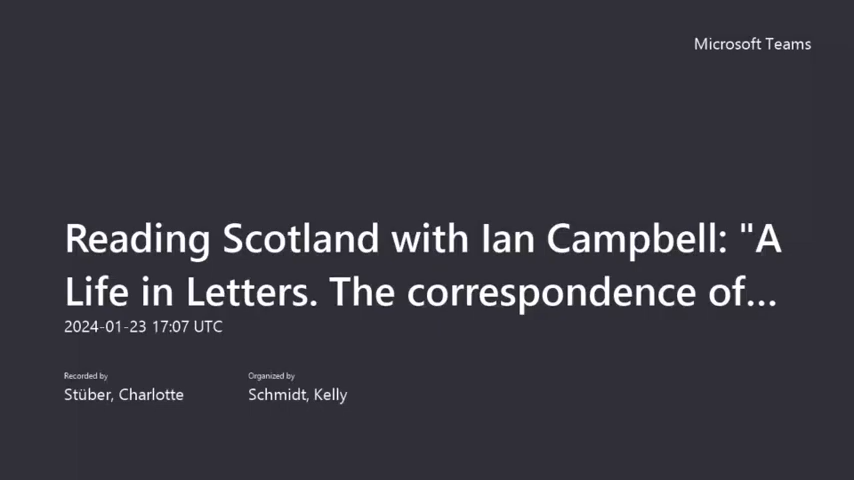 Microsoft Teams
Reading Scotland with Ian Campbell: "A
Life in Letters. The correspondence of...
2024-01-23 17:07 UTC
Recorded by
Organized by
Stüber, Charlotte
Schmidt, Kelly